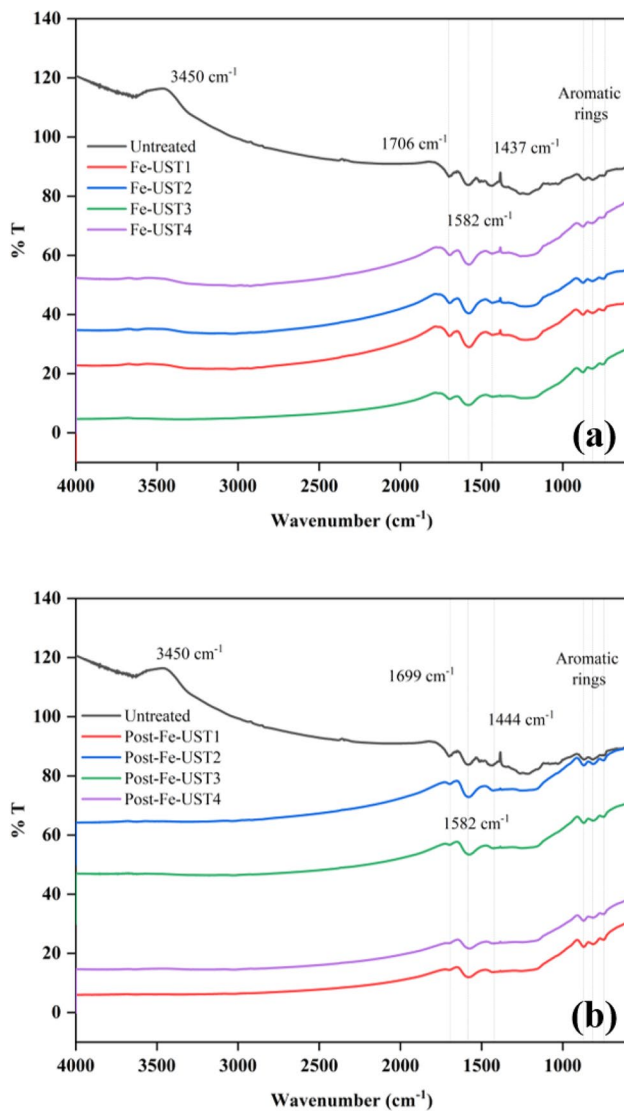 140
120
100
80
60
40
20
0
% T
3450 cm⁻¹
1706 cm⁻¹
1437 cm⁻¹
Aromatic
rings
1582 cm⁻¹
Untreated
Fe-UST1
Fe-UST2
Fe-UST3
Fe-UST4
(a)
4000 3500 3000 2500 2000 1500 1000
Wavenumber (cm⁻¹)
140
120
100
80
60
40
20
0
% T
3450 cm⁻¹
1699 cm⁻¹
1444 cm⁻¹
Aromatic
rings
1582 cm⁻¹
Untreated
Post-Fe-UST1
Post-Fe-UST2
Post-Fe-UST3
Post-Fe-UST4
(b)
4000 3500 3000 2500 2000 1500 1000
Wavenumber (cm⁻¹)